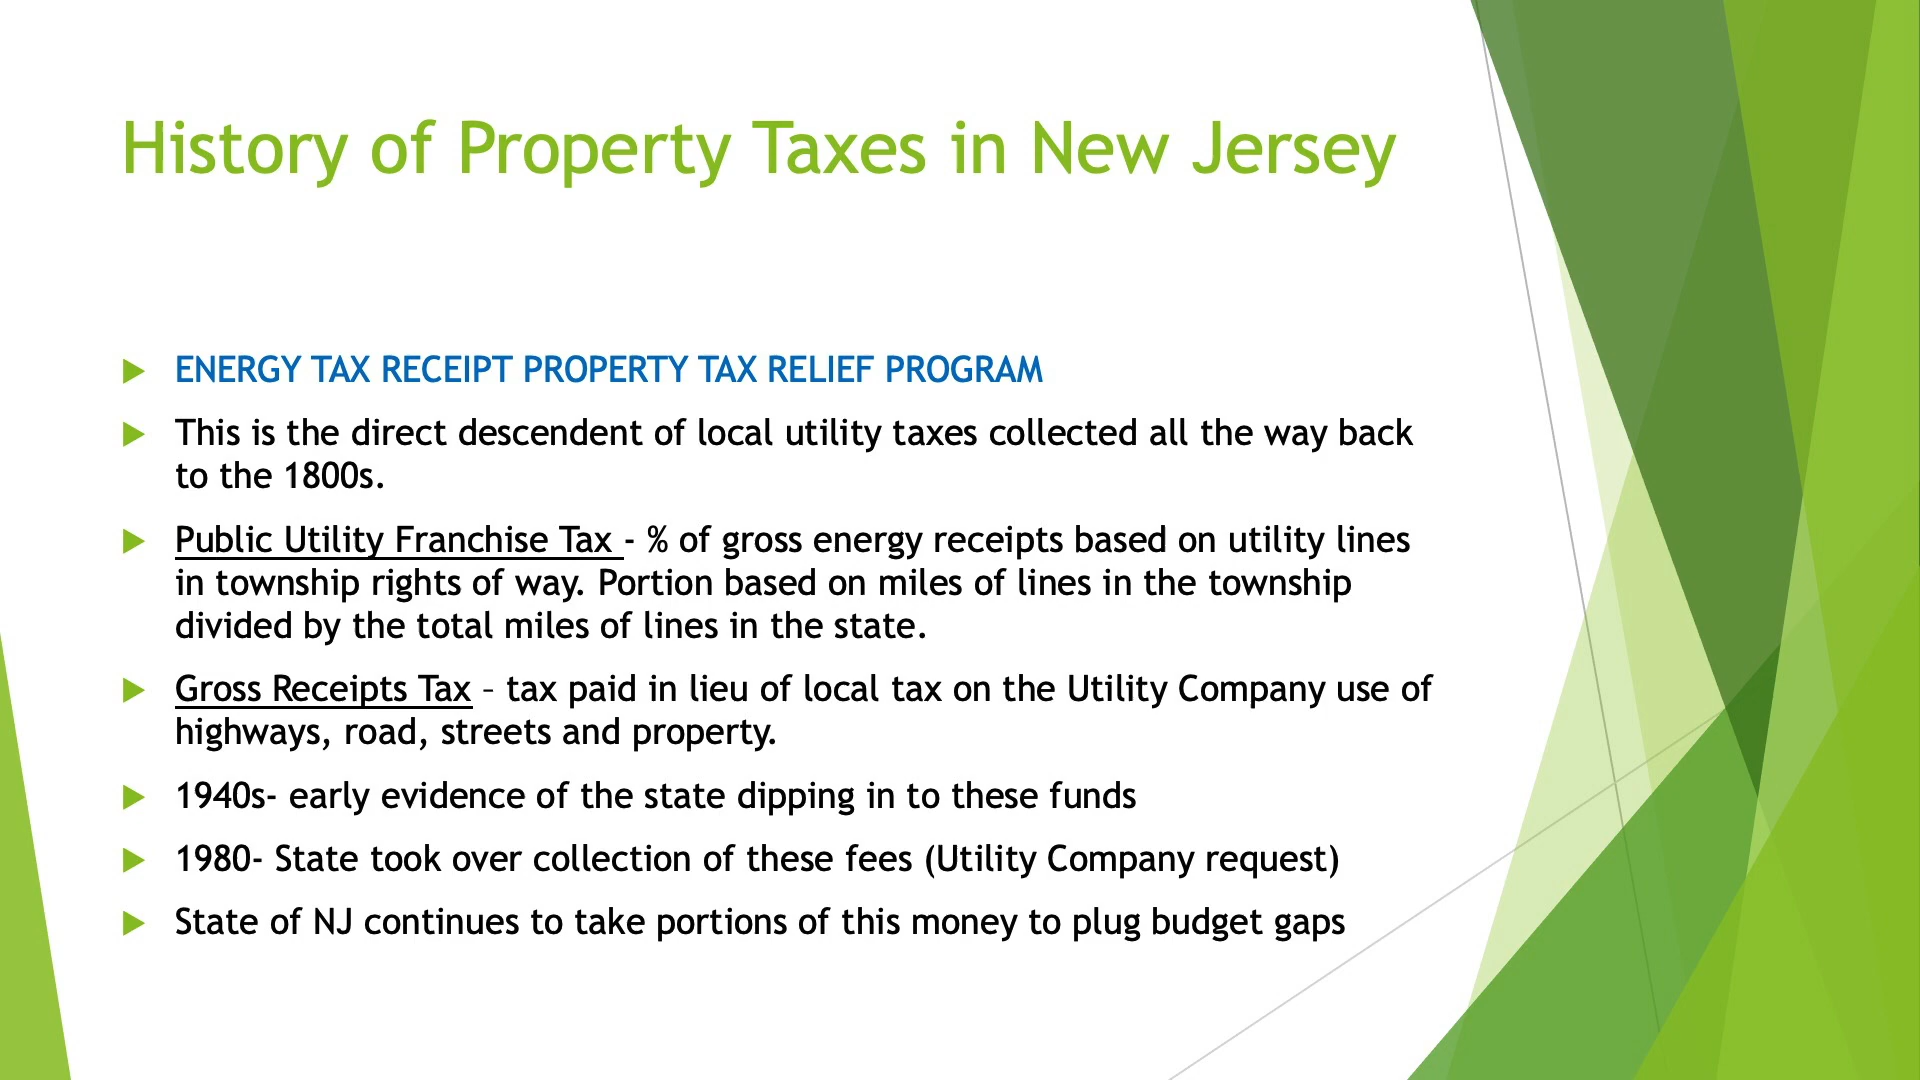 History of Property Taxes in New Jersey
ENERGY TAX RECEIPT PROPERTY TAX RELIEF PROGRAM
This is the direct descendent of local utility taxes collected all the way back
to the 1800s.
Public Utility Franchise Tax - % of gross energy receipts based on utility lines
in township rights of way. Portion based on miles of lines in the township
divided by the total miles of lines in the state.
Gross Receipts Tax – tax paid in lieu of local tax on the Utility Company use of
highways, road, streets and property.
1940s- early evidence of the state dipping in to these funds
1980- State took over collection of these fees (Utility Company request)
State of NJ continues to take portions of this money to plug budget gaps